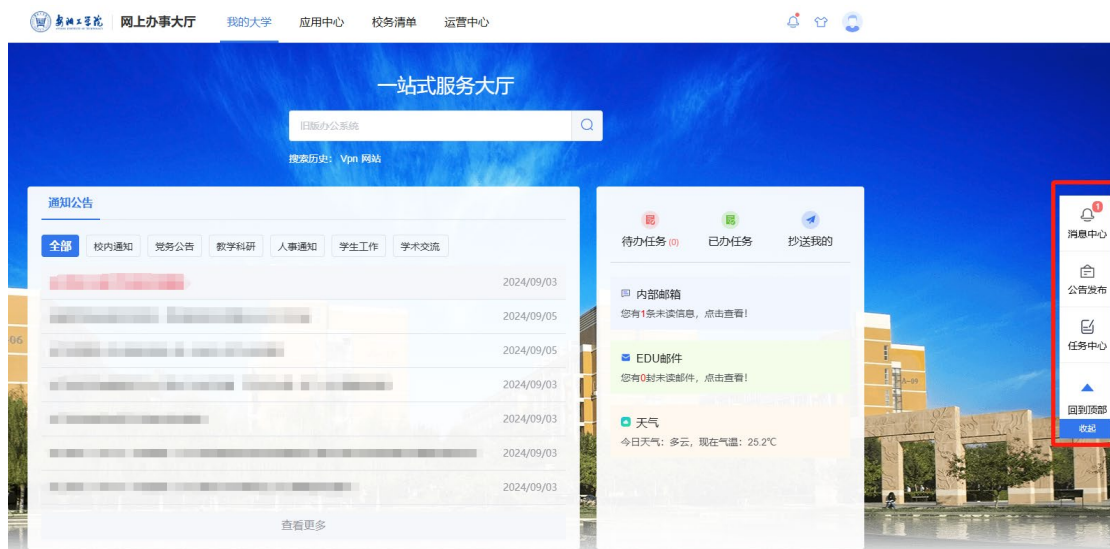 网上办事大厅 我的大学 应用中心 校务清单 运营中心
一站式服务大厅
旧版办公系统
搜索历史: Vpn 网站
通知公告
全部 校内通知 党务公告 教学科研 人事通知 学生工作 学术交流
2024/09/03
2024/09/05
2024/09/05
2024/09/03
2024/09/03
2024/09/03
2024/09/03
查看更多
待办任务 (0) 已办任务 抄送我的
内部邮箱
您有1条未读信息，点击查看!
EDU邮件
您有0封未读邮件，点击查看!
天气
今日天气: 多云，现在气温: 25.2℃
1
消息中心
公告发布
任务中心
回到顶部
收起